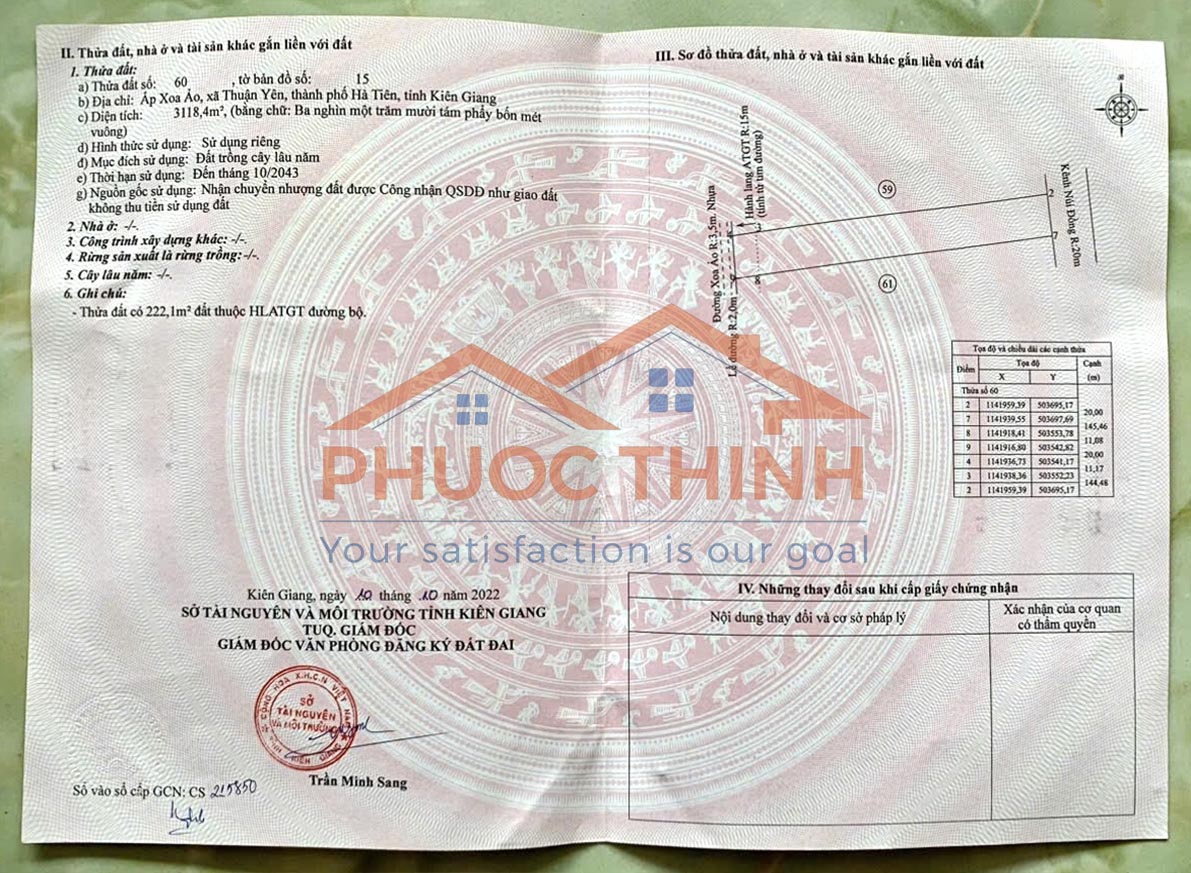 II. Thửa đất, nhà ở và tài sản khác gắn liền với đất
1. Thửa đất:
a) Thửa đất số: 60 , tờ bản đồ số: 15
b) Địa chỉ: Ấp Xoa Ảo, xã Thuận Yên, thành phố Hà Tiên, tỉnh Kiên Giang
c) Diện tích: 3118,4m², (bằng chữ: Ba nghìn một trăm mười tám phẩy bốn mét
vuông)
d) Hình thức sử dụng: Sử dụng riêng
đ) Mục đích sử dụng: Đất trồng cây lâu năm
e) Thời hạn sử dụng: Đến tháng 10/2043
g) Nguồn gốc sử dụng: Nhận chuyển nhượng đất được Công nhận QSDĐ như giao đất
không thu tiền sử dụng đất
2. Nhà ở: -/-.
3. Công trình xây dựng khác: -/-.
4. Rừng sản xuất là rừng trồng: -/-.
5. Cây lâu năm: -/-.
6. Ghi chú:
- Thửa đất có 222,1m² đất thuộc HLATGT đường bộ.
III. Sơ đồ thửa đất, nhà ở và tài sản khác gắn liền với đất
Lề đường R:2,0m
Đường Xoa Ảo R:3,5m. Nhựa
Hành lang ATGT R:15m
(tính từ tim đường)
59
2
7
61
Kênh Núi Đồng R:20m
Tọa độ và chiều dài các cạnh thửa
Điểm Tọa độ Cạnh
X Y (m)
Thửa số 60
2 1141959,39 503695,17
20,00
7 1141939,55 503697,69
145,46
8 1141918,41 503553,78
11,08
9 1141916,80 503542,82
20,00
4 1141936,73 503541,17
11,17
3 1141938,36 503552,23
144,48
2 1141959,39 503695,17
PHUOC THINH
Your satisfaction is our goal
Kiên Giang, ngày 10 tháng 10 năm 2022
SỞ TÀI NGUYÊN VÀ MÔI TRƯỜNG TỈNH KIÊN GIANG
TUQ. GIÁM ĐỐC
GIÁM ĐỐC VĂN PHÒNG ĐĂNG KÝ ĐẤT ĐAI
CỘNG HÒA X.H.C.N VIỆT NAM
SỞ
TÀI NGUYÊN
VÀ MÔI TRƯỜNG
TỈNH KIÊN GIANG
Trần Minh Sang
Số vào sổ cấp GCN: CS 215850
IV. Những thay đổi sau khi cấp giấy chứng nhận
Nội dung thay đổi và cơ sở pháp lý
Xác nhận của cơ quan
có thẩm quyền